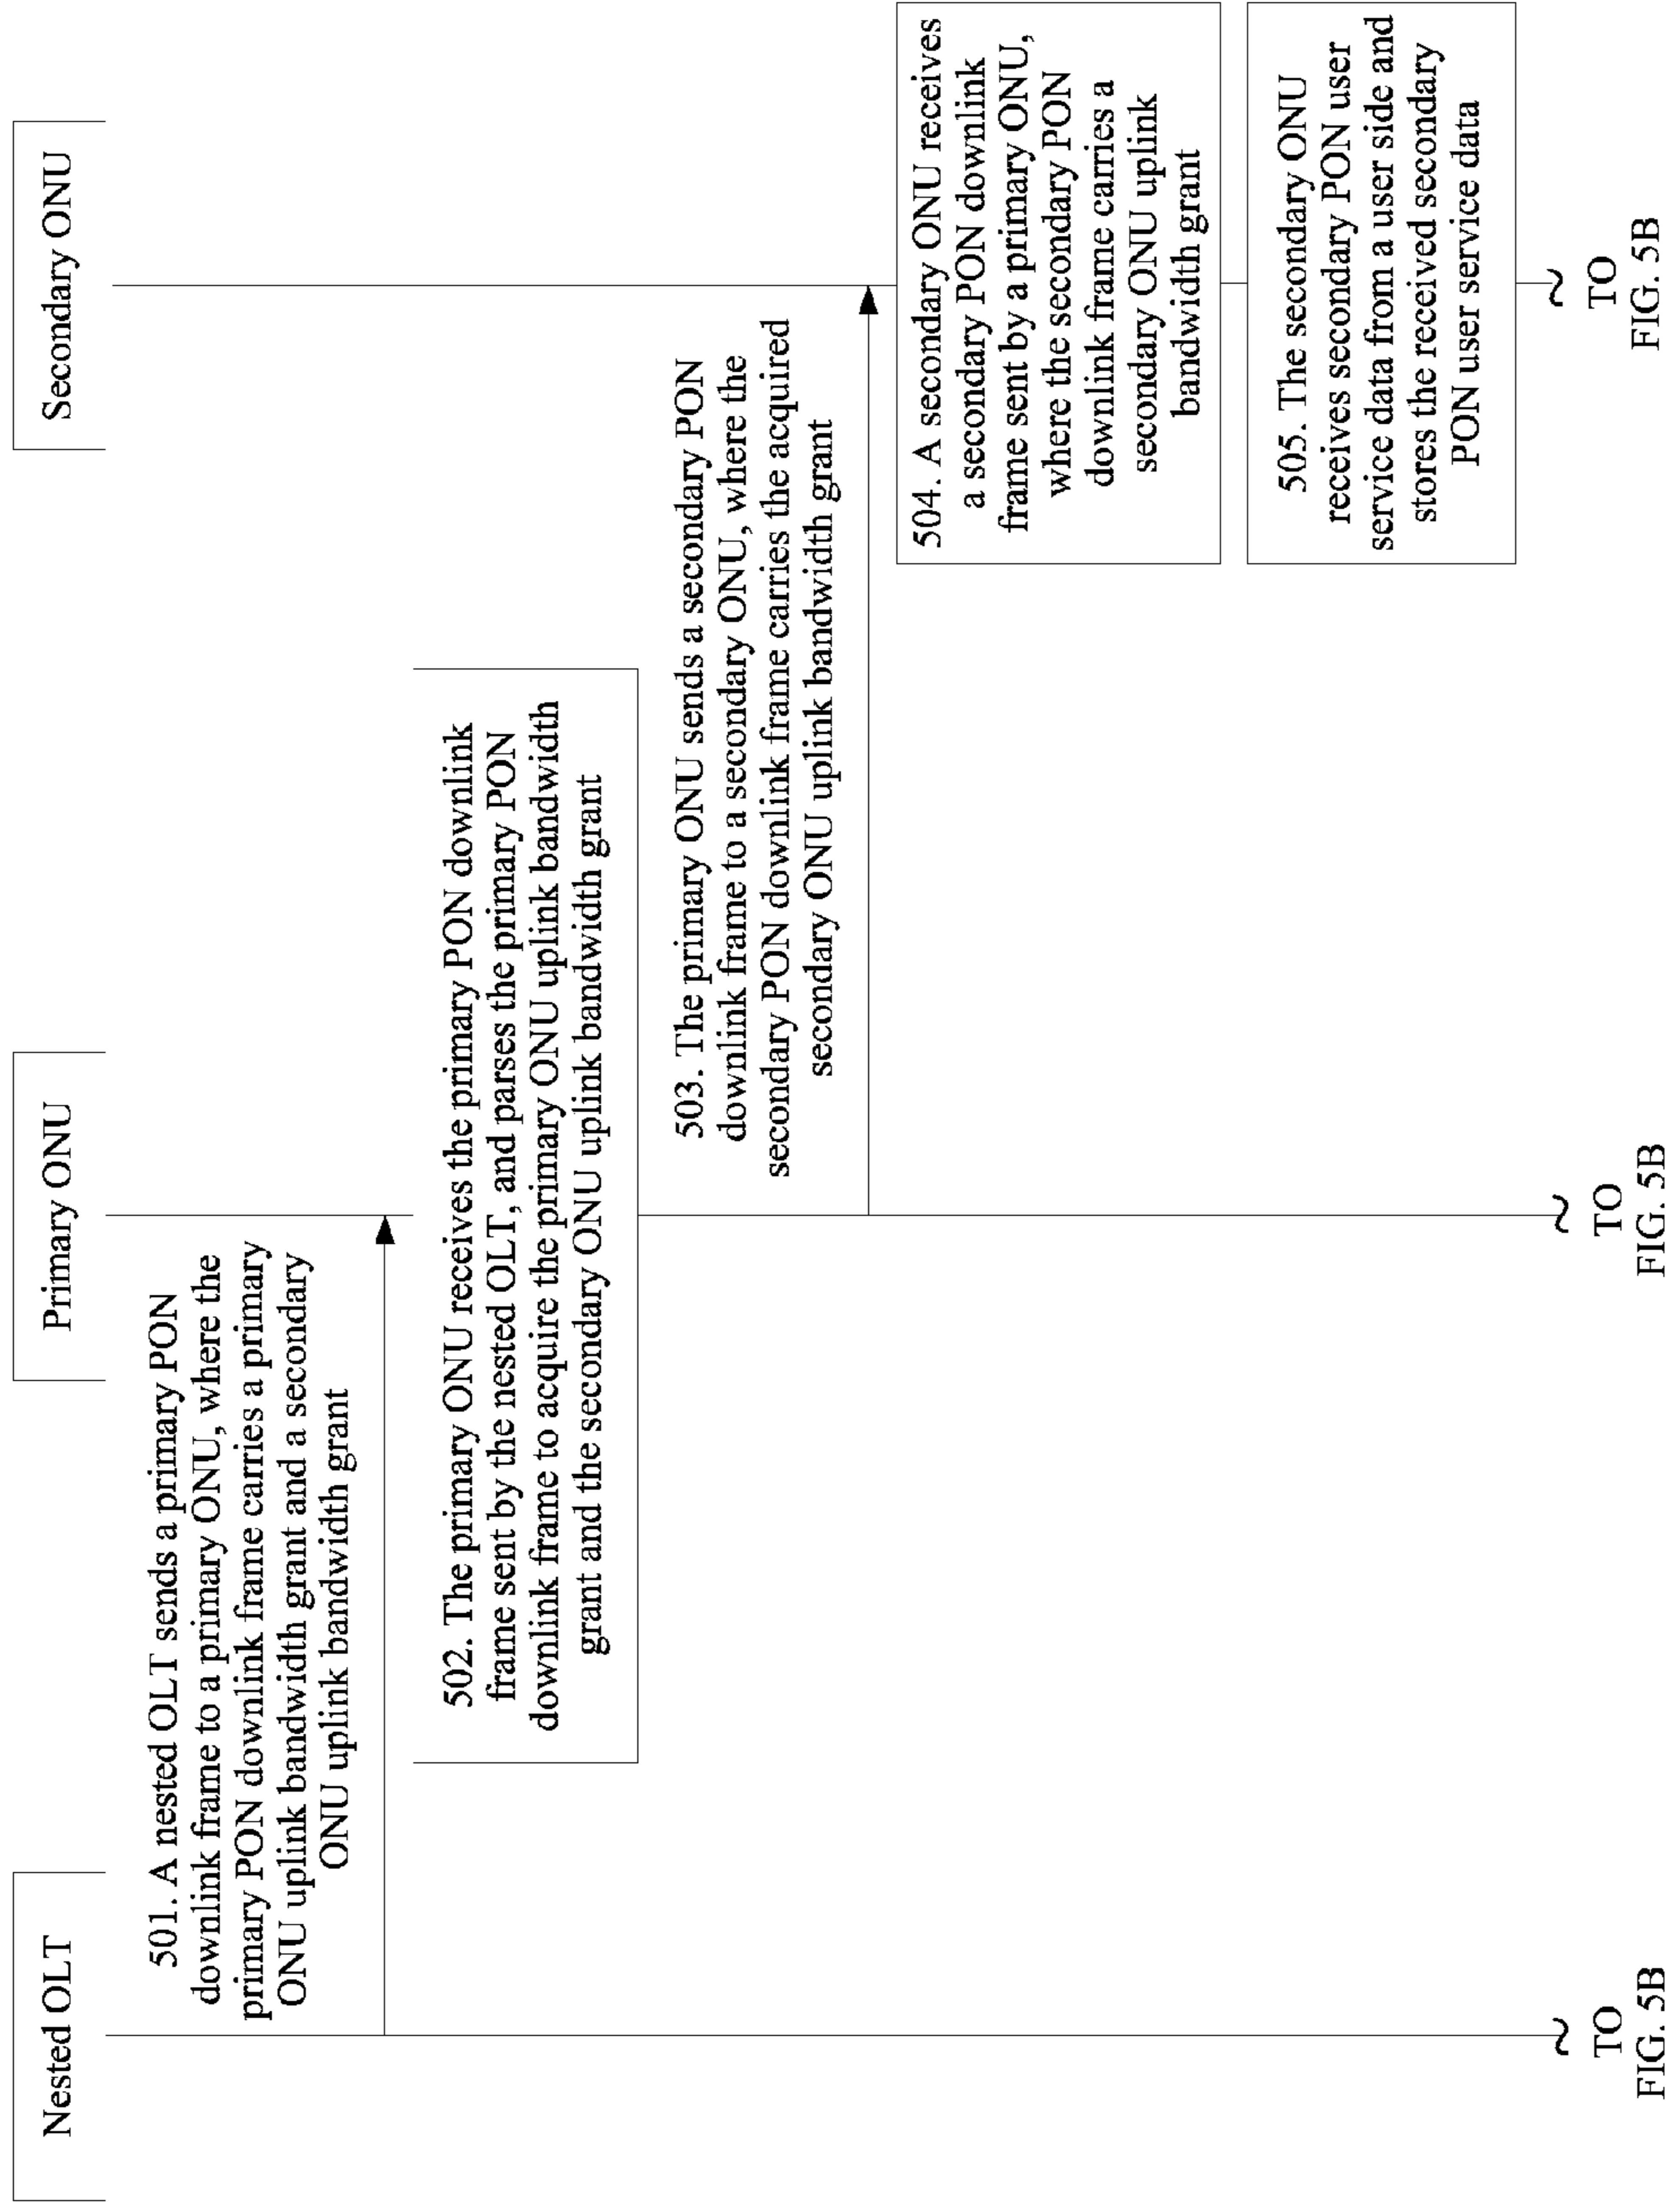 Nested OLT
Primary ONU
Secondary ONU
501. A nested OLT sends a primary PON
downlink frame to a primary ONU, where the
primary PON downlink frame carries a primary
ONU uplink bandwidth grant and a secondary
ONU uplink bandwidth grant
502. The primary ONU receives the primary PON downlink
frame sent by the nested OLT, and parses the primary PON
downlink frame to acquire the primary ONU uplink bandwidth
grant and the secondary ONU uplink bandwidth grant
503. The primary ONU sends a secondary PON
downlink frame to a secondary ONU, where the
secondary PON downlink frame carries the acquired
secondary ONU uplink bandwidth grant
504. A secondary ONU receives
a secondary PON downlink
frame sent by a primary ONU,
where the secondary PON
downlink frame carries a
secondary ONU uplink
bandwidth grant
505. The secondary ONU
receives secondary PON user
service data from a user side and
stores the received secondary
PON user service data
TO
FIG. 5B
TO
FIG. 5B
TO
FIG. 5B